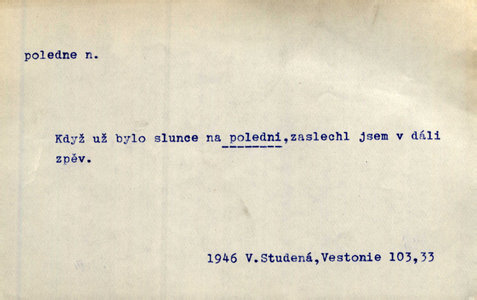 poledne n.
Když už bylo slunce na poledni,zaslechl jsem v dáli
zpěv.
1946 V.Studená,Vestonie 103,33